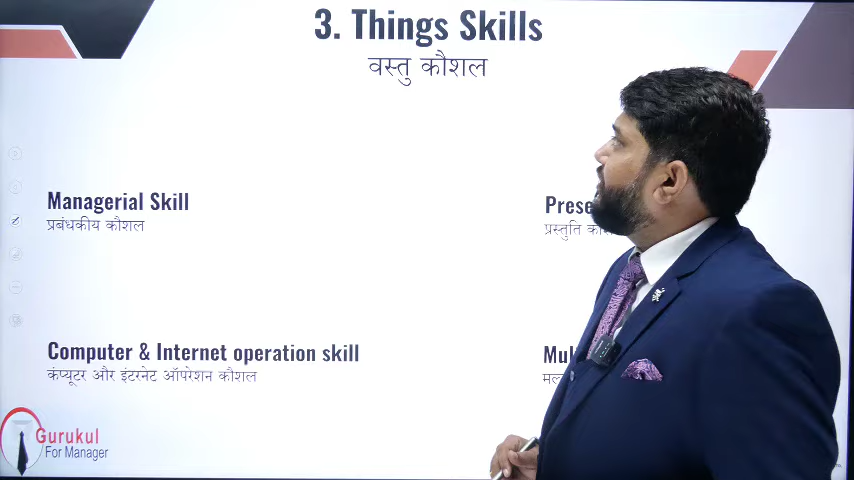 3. Things Skills
वस्तु कौशल
Managerial Skill
प्रबंधकीय कौशल
प्रस्तुति
Computer & Internet operation skill
कंप्यूटर और इंटरनेट ऑपरेशन कौशल
Gurukul
For Manager